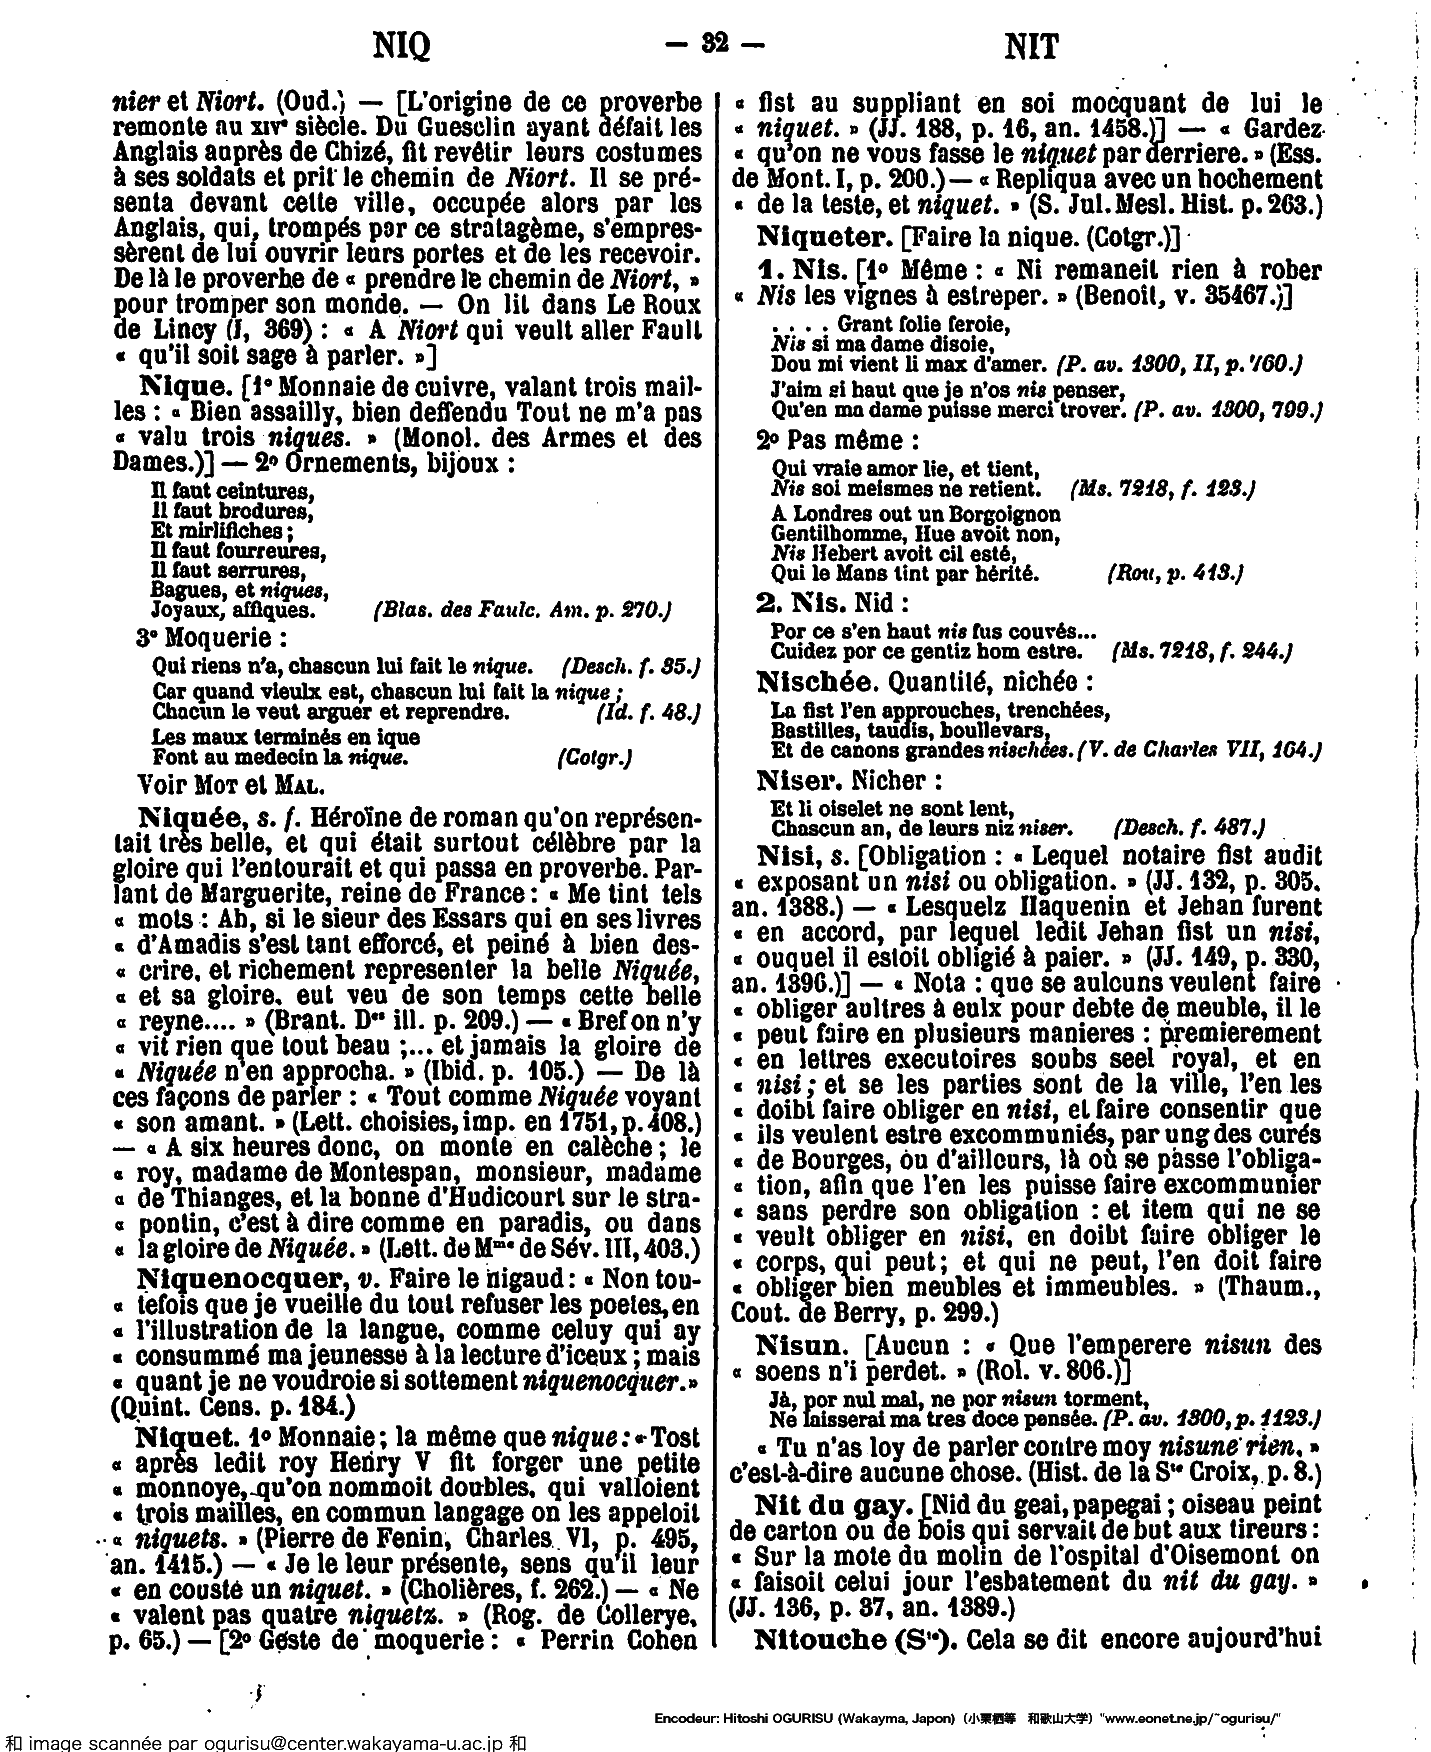 NIQ
— 32 —
NIT
nier et Niort. (Oud.) — [L'origine de ce proverbe
remonte au XIVe siècle. Du Guesclin ayant défait les
Anglais auprès de Chizé, fit revêtir leurs costumes
à ses soldats et prit le chemin de Niort. Il se pré-
senta devant cette ville, occupée alors par les
Anglais, qui, trompés par ce stratagème, s'empres-
sèrent de lui ouvrir leurs portes et de les recevoir.
De là le proverbe de « prendre le chemin de Niort, »
pour tromper son monde. — On lit dans Le Roux
de Lincy (I, 369) : « A Niort qui veult aller Fault
« qu'il soit sage à parler. »]
Nique. [1° Monnaie de cuivre, valant trois mail-
les : « Bien assailly, bien deffendu Tout ne m'a pas
« valu trois niques. » (Monol. des Armes et des
Dames.)] — 2° Ornements, bijoux :
Il faut ceintures,
Il faut brodures,
Et mirlifiches ;
Il faut fourreures,
Il faut serrures,
Bagues, et niques,
Joyaux, affiques. (Blas. des Faulc. Am. p. 270.)
3° Moquerie :
Qui riens n'a, chascun lui fait le nique. (Desch. f. 35.)
Car quand vieulx est, chascun lui fait la nique ;
Chacun le veut arguer et reprendre. (Id. f. 48.)
Les maux terminés en ique
Font au medecin la nique. (Cotgr.)
Voir MOT et MAL.
Niquée, s. f. Héroïne de roman qu'on représen-
tait très belle, et qui était surtout célèbre par la
gloire qui l'entourait et qui passa en proverbe. Par-
lant de Marguerite, reine de France : « Me tint tels
« mots : Ah, si le sieur des Essars qui en ses livres
« d'Amadis s'est tant efforcé, et peiné à bien des-
« crire, et richement representer la belle Niquée,
« et sa gloire, eut veu de son temps cette belle
« reyne.... » (Brant. Des ill. p. 209.) — « Bref on n'y
« vit rien que tout beau ;... et jamais la gloire de
« Niquée n'en approcha. » (Ibid. p. 105.) — De là
ces façons de parler : « Tout comme Niquée voyant
« son amant. » (Lett. choisies, imp. en 1751, p. 408.)
— « A six heures donc, on monte en calèche ; le
« roy, madame de Montespan, monsieur, madame
« de Thianges, et la bonne d'Hudicourt sur le stra-
« pontin, c'est à dire comme en paradis, ou dans
« la gloire de Niquée. » (Lett. de Mme de Sév. III, 403.)
Niquenocquer, v. Faire le nigaud : « Non tou-
« tefois que je vueille du tout refuser les poetes, en
« l'illustration de la langue, comme celuy qui ay
« consummé ma jeunesse à la lecture d'iceux ; mais
« quant je ne voudroie si sottement niquenocquer. »
(Quint. Cens. p. 184.)
Niquet. 1° Monnaie ; la même que nique : « Tost
« après ledit roy Henry V fit forger une petite
« monnoye, qu'on nommoit doubles, qui valloient
« trois mailles, en commun langage on les appeloit
« niquets. » (Pierre de Fenin, Charles VI, p. 495,
an. 1415.) — « Je le leur présente, sens qu'il leur
« en couste un niquet. » (Cholières, f. 262.) — « Ne
« valent pas quatre niquetz. » (Rog. de Collerye,
p. 65.) — [2° Geste de moquerie : « Perrin Cohen
« fist au suppliant en soi mocquant de lui le
« niquet. » (JJ. 188, p. 16, an. 1458.)] — « Gardez
« qu'on ne vous fasse le niquet par derriere. » (Ess.
de Mont. I, p. 200.) — « Repliqua avec un hochement
« de la teste, et niquet. » (S. Jul. Mesl. Hist. p. 263.)
Niqueter. [Faire la nique. (Cotgr.)]
1. Nis. [1° Même : « Ni remaneit rien à rober
« Nis les vignes à estreper. » (Benoit, v. 35467.)]
. . . . Grant folie feroie,
Nis si ma dame disoie,
Dou mi vient li max d'amer. (P. av. 1300, II, p. 760.)
J'aim si haut que je n'os nis penser,
Qu'en ma dame puisse merci trover. (P. av. 1300, 799.)
2° Pas même :
Qui vraie amor lie, et tient,
Nis soi meismes ne retient. (Ms. 7218, f. 123.)
A Londres out un Borgoignon
Gentilhomme, Hue avoit non,
Nis Hebert avoit cil esté,
Qui le Mans tint par hérité. (Rou, p. 413.)
2. Nis. Nid :
Por ce s'en haut nis fus couvés...
Cuidez por ce gentiz hom estre. (Ms. 7218, f. 244.)
Nischée. Quantité, nichée :
La fist l'en approuches, trenchées,
Bastilles, taudis, boullevars,
Et de canons grandes nischées. (V. de Charles VII, 164.)
Niser. Nicher :
Et li oiselet ne sont lent,
Chascun an, de leurs niz niser. (Desch. f. 487.)
Nisi, s. [Obligation : « Lequel notaire fist audit
« exposant un nisi ou obligation. » (JJ. 132, p. 305.
an. 1388.) — « Lesquelz Haquenin et Jehan furent
« en accord, par lequel ledit Jehan fist un nisi,
« ouquel il estoit obligié à paier. » (JJ. 149, p. 330,
an. 1396.)] — « Nota : que se aulcuns veulent faire
« obliger aultres à eulx pour debte de meuble, il le
« peut faire en plusieurs manieres : premierement
« en lettres executoires soubs seel royal, et en
« nisi ; et se les parties sont de la ville, l'en les
« doibt faire obliger en nisi, et faire consentir que
« ils veulent estre excommuniés, par ung des curés
« de Bourges, ou d'ailleurs, là où se passe l'obliga-
« tion, afin que l'en les puisse faire excommunier
« sans perdre son obligation : et item qui ne se
« veult obliger en nisi, en doibt faire obliger le
« corps, qui peut ; et qui ne peut, l'en doit faire
« obliger bien meubles et immeubles. » (Thaum.,
Cout. de Berry, p. 299.)
Nisun. [Aucun : « Que l'emperere nisun des
« soens n'i perdet. » (Rol. v. 806.)]
Jà, por nul mal, ne por nisun torment,
Ne laisserai ma tres doce pensée. (P. av. 1300, p. 1123.)
« Tu n'as loy de parler contre moy nisune rien, »
c'est-à-dire aucune chose. (Hist. de la Ste Croix, p. 8.)
Nit du gay. [Nid du geai, papegai ; oiseau peint
de carton ou de bois qui servait de but aux tireurs :
« Sur la mote du molin de l'ospital d'Oisemont on
« faisoit celui jour l'esbatement du nit du gay. »
(JJ. 136, p. 37, an. 1389.)
Nitouche (Ste). Cela se dit encore aujourd'hui
Encodeur: Hitoshi OGURISU (Wakayma, Japon) (小栗栖等 和歌山大学) "www.eonet.ne.jp/~ogurisu/"
和 image scannée par ogurisu@center.wakayama-u.ac.jp 和